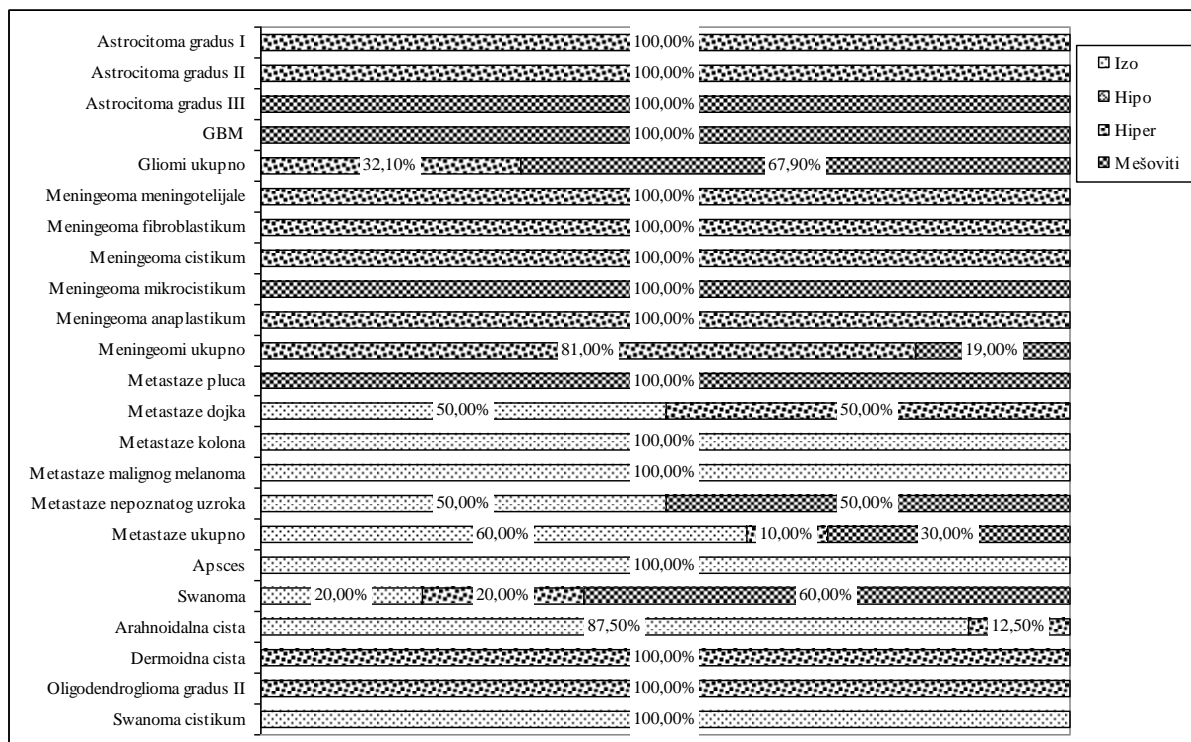 Astrocitoma gradus I 100,00%
Astrocitoma gradus II 100,00%
Astrocitoma gradus III 100,00%
GBM 100,00%
Gliomi ukupno 32,10% 67,90%
Meningeoma meningotelijale 100,00%
Meningeoma fibroblastikum 100,00%
Meningeoma cistikum 100,00%
Meningeoma mikrocistikum 100,00%
Meningeoma anaplastikum 100,00%
Meningeomi ukupno 81,00% 19,00%
Metastaze pluca 100,00%
Metastaze dojka 50,00% 50,00%
Metastaze kolona 100,00%
Metastaze malignog melanoma 100,00%
Metastaze nepoznatog uzroka 50,00% 50,00%
Metastaze ukupno 60,00% 10,00% 30,00%
Apsces 100,00%
Swanoma 20,00% 20,00% 60,00%
Arahnoidalna cista 87,50% 12,50%
Dermoidna cista 100,00%
Oligodendroglioma gradus II 100,00%
Swanoma cistikum 100,00%
Izo
Hipo
Hiper
Mešoviti